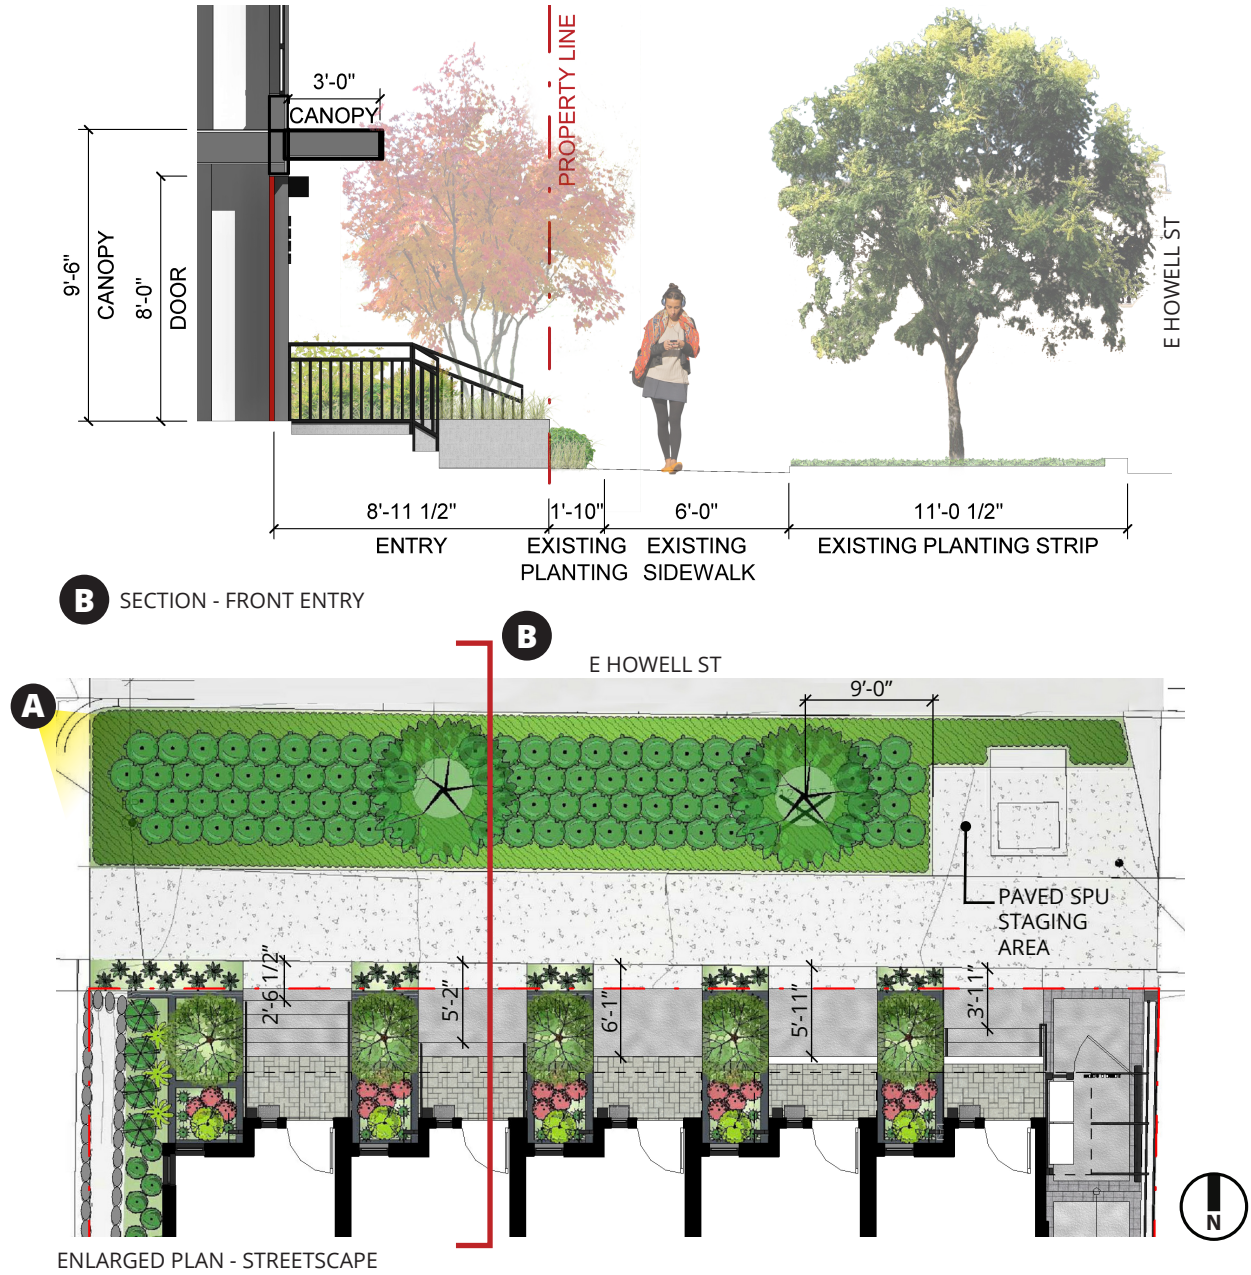 3'-0"
CANOPY
PROPERTY LINE
9'-6"
CANOPY
8'-0"
DOOR
E HOWELL ST
8'-11 1/2"
1'-10"
6'-0"
11'-0 1/2"
ENTRY
EXISTING
PLANTING
EXISTING
SIDEWALK
EXISTING PLANTING STRIP
B
SECTION - FRONT ENTRY
B
E HOWELL ST
A
9'-0"
PAVED SPU
STAGING
AREA
2'-6 1/2"
5'-2"
6'-1"
5'-11"
3'-11"
N
ENLARGED PLAN - STREETSCAPE